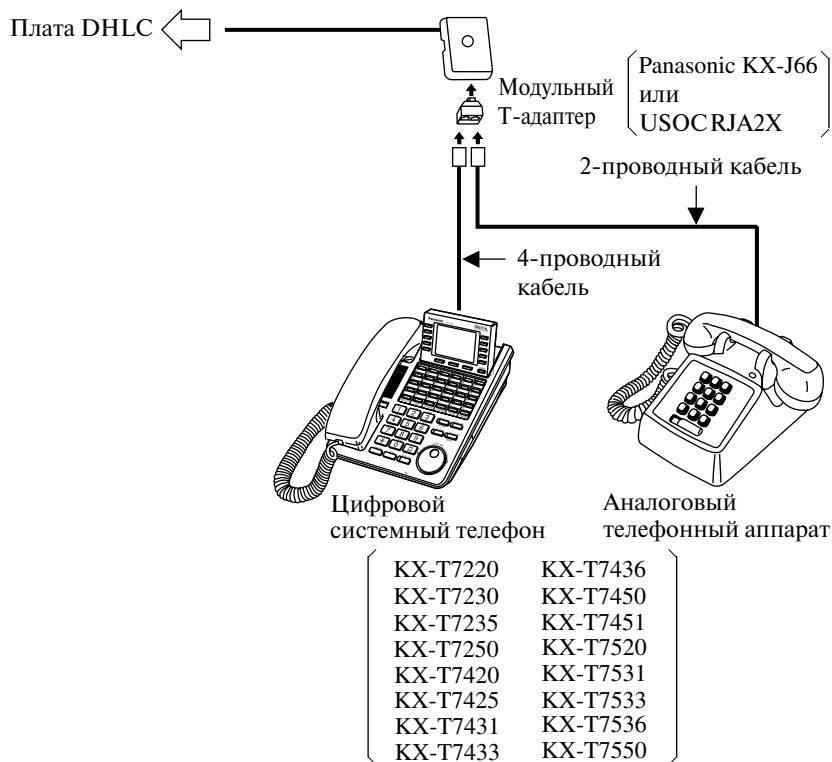 Плата DHLC
Модульный
Т-адаптер
Panasonic KX-J66
или
USOC RJA2X
2-проводный кабель
4-проводный
кабель
Panasonic
Цифровой
системный телефон
Аналоговый
телефонный аппарат
KX-T7220 KX-T7436
KX-T7230 KX-T7450
KX-T7235 KX-T7451
KX-T7250 KX-T7520
KX-T7420 KX-T7531
KX-T7425 KX-T7533
KX-T7431 KX-T7536
KX-T7433 KX-T7550